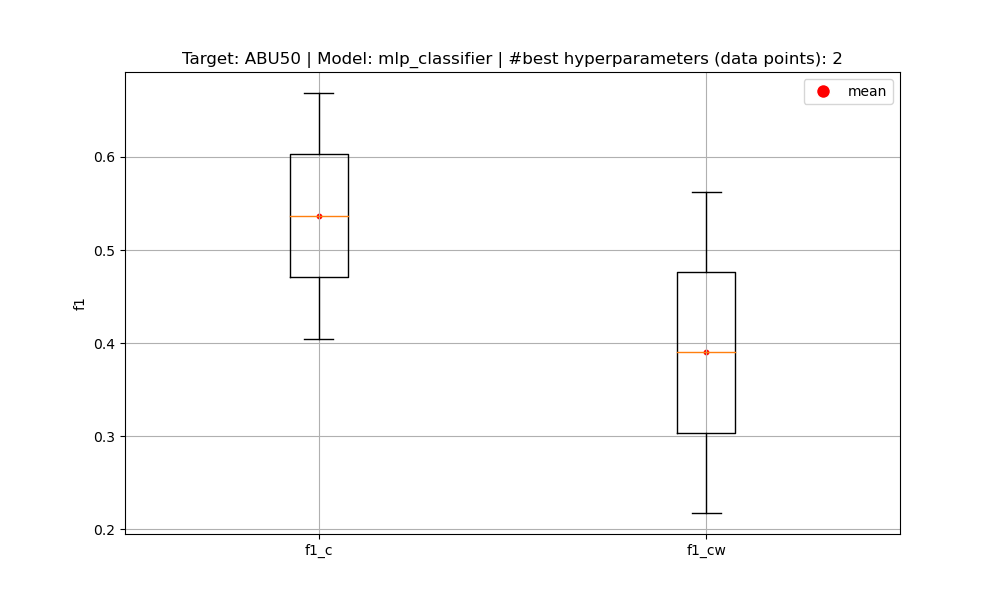 Target: ABU50 | Model: mlp_classifier | #best hyperparameters (data points): 2
mean
0.6
0.5
0.4
0.3
0.2
f1
f1_c
f1_cw